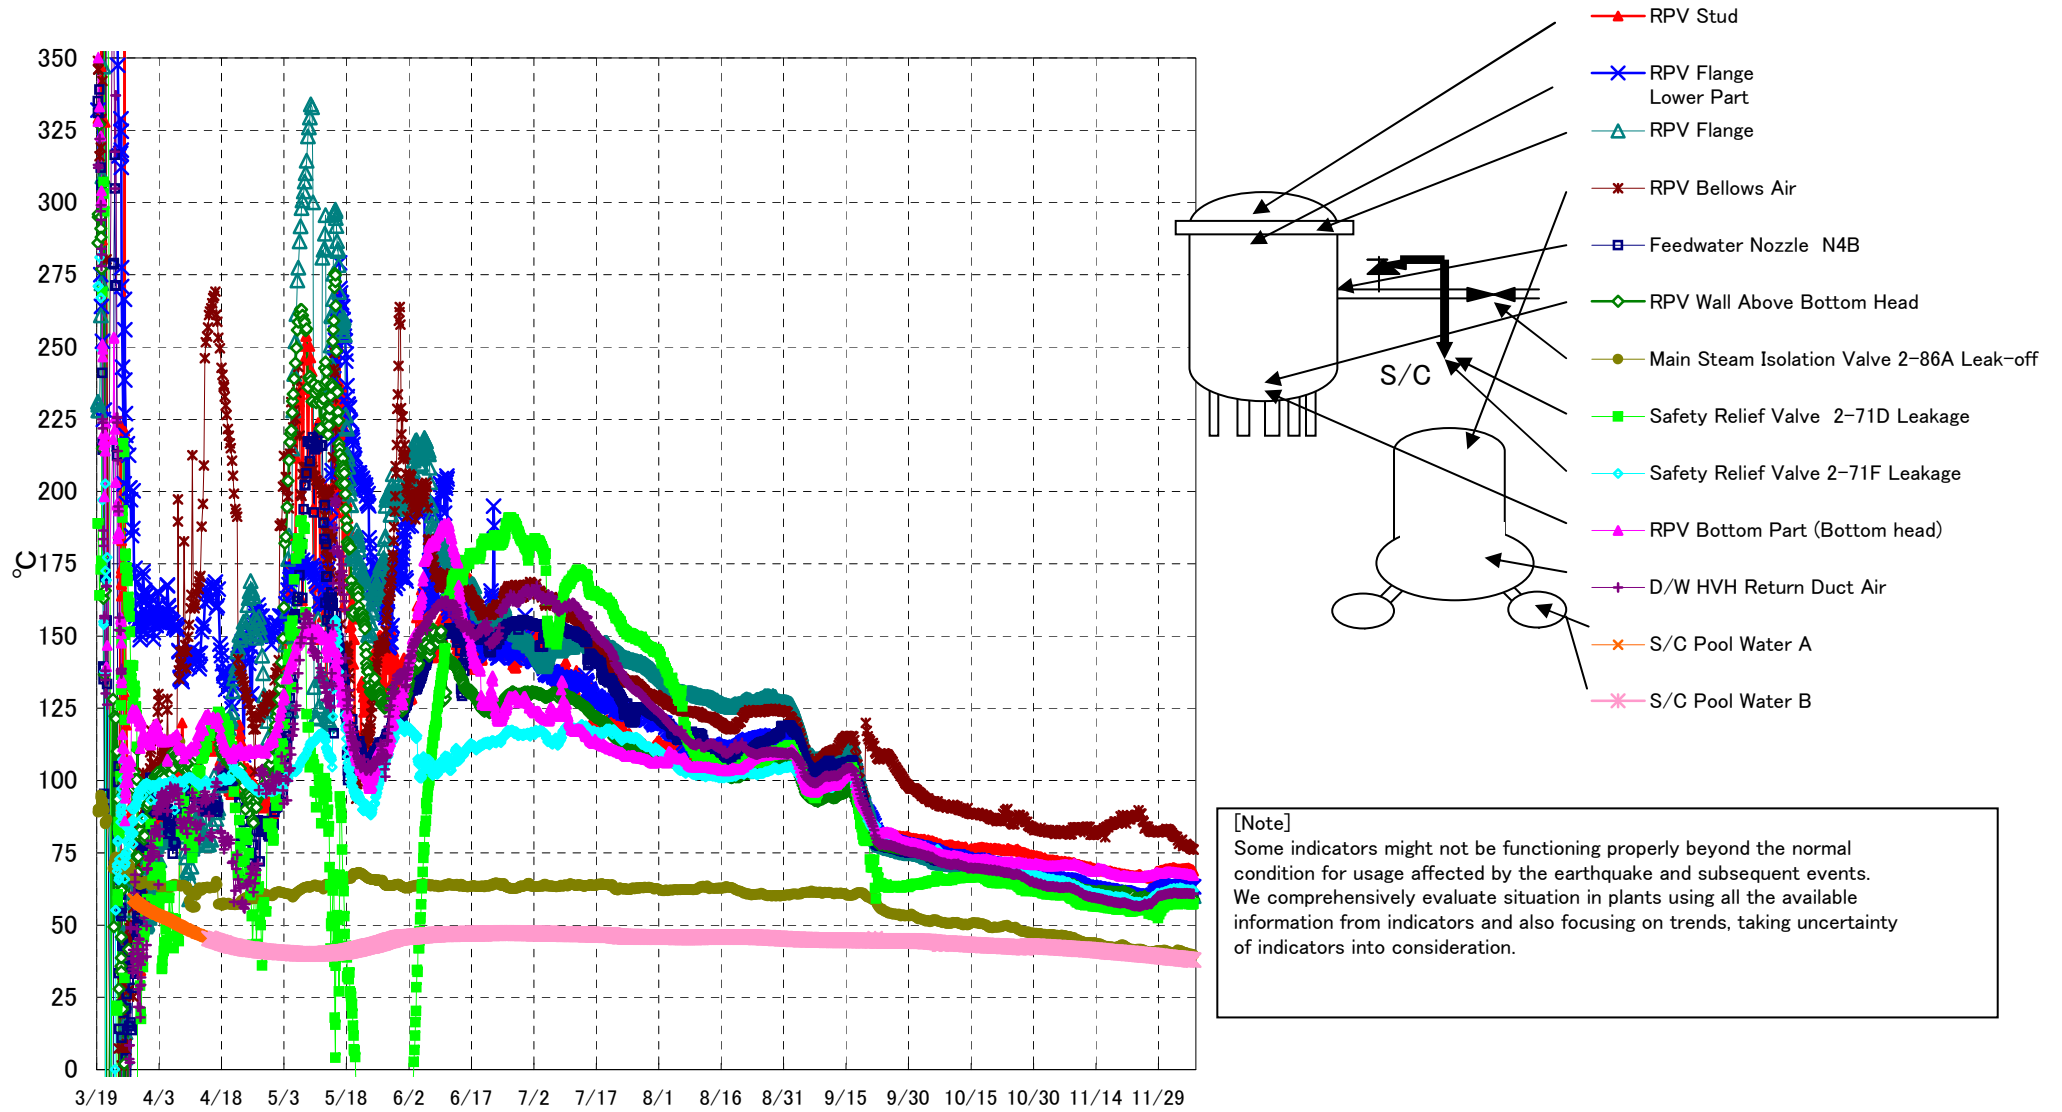 350
325
300
275
250
225
200
175
150
125
100
75
50
25
0
℃
3/19 4/3 4/18 5/3 5/18 6/2 6/17 7/2 7/17 8/1 8/16 8/31 9/15 9/30 10/15 10/30 11/14 11/29
RPV Stud
RPV Flange
Lower Part
RPV Flange
RPV Bellows Air
Feedwater Nozzle N4B
RPV Wall Above Bottom Head
Main Steam Isolation Valve 2-86A Leak-off
Safety Relief Valve 2-71D Leakage
Safety Relief Valve 2-71F Leakage
RPV Bottom Part (Bottom head)
D/W HVH Return Duct Air
S/C Pool Water A
S/C Pool Water B
S/C
[Note]
Some indicators might not be functioning properly beyond the normal
condition for usage affected by the earthquake and subsequent events.
We comprehensively evaluate situation in plants using all the available
information from indicators and also focusing on trends, taking uncertainty
of indicators into consideration.